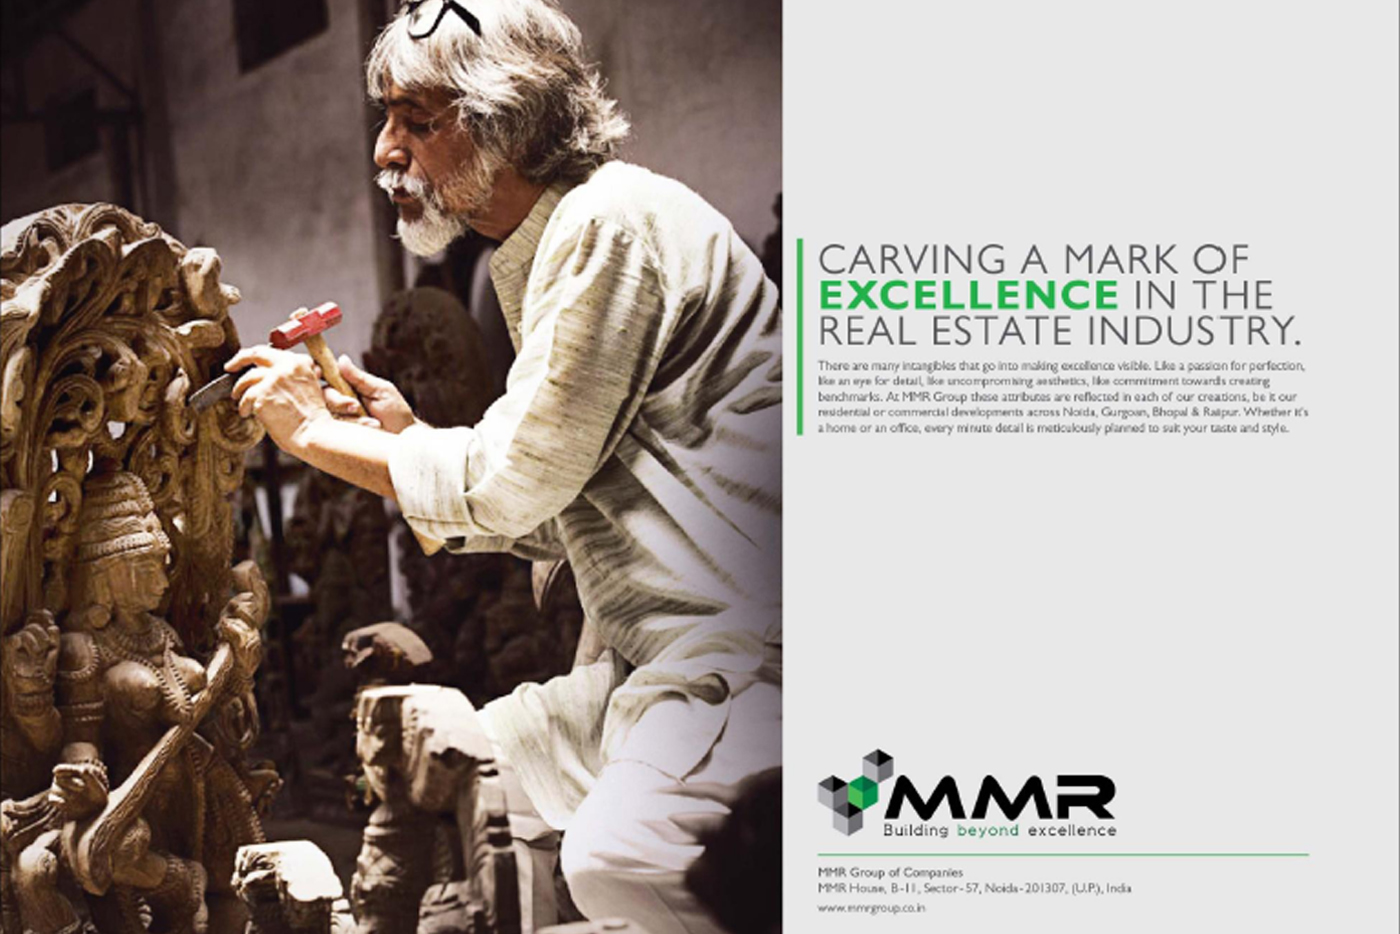 CARVING A MARK OF
EXCELLENCE IN THE
REAL ESTATE INDUSTRY.
There are many intangibles that go into making excellence visible. Like a passion for perfection,
like an eye for detail, like uncompromising aesthetics, like commitment towards creating
benchmarks. At MMR Group these attributes are reflected in each of our creations, be it our
residential or commercial developments across Noida, Gurgoan, Bhopal & Raipur. Whether it's
a home or an office, every minute detail is meticulously planned to suit your taste and style.
MMR
Building beyond excellence
MMR Group of Companies
MMR House, B-11, Sector-57, Noida-201307, (U.P.), India
www.mmrgroup.co.in